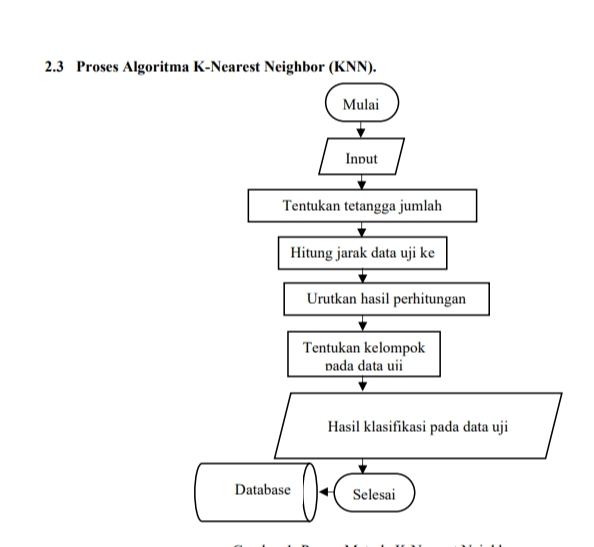 2.3 Proses Algoritma K-Nearest Neighbor (KNN).
Mulai
Input
Tentukan tetangga jumlah
Hitung jarak data uji ke
Urutkan hasil perhitungan
Tentukan kelompok
pada data uji
Hasil klasifikasi pada data uji
Database
Selesai